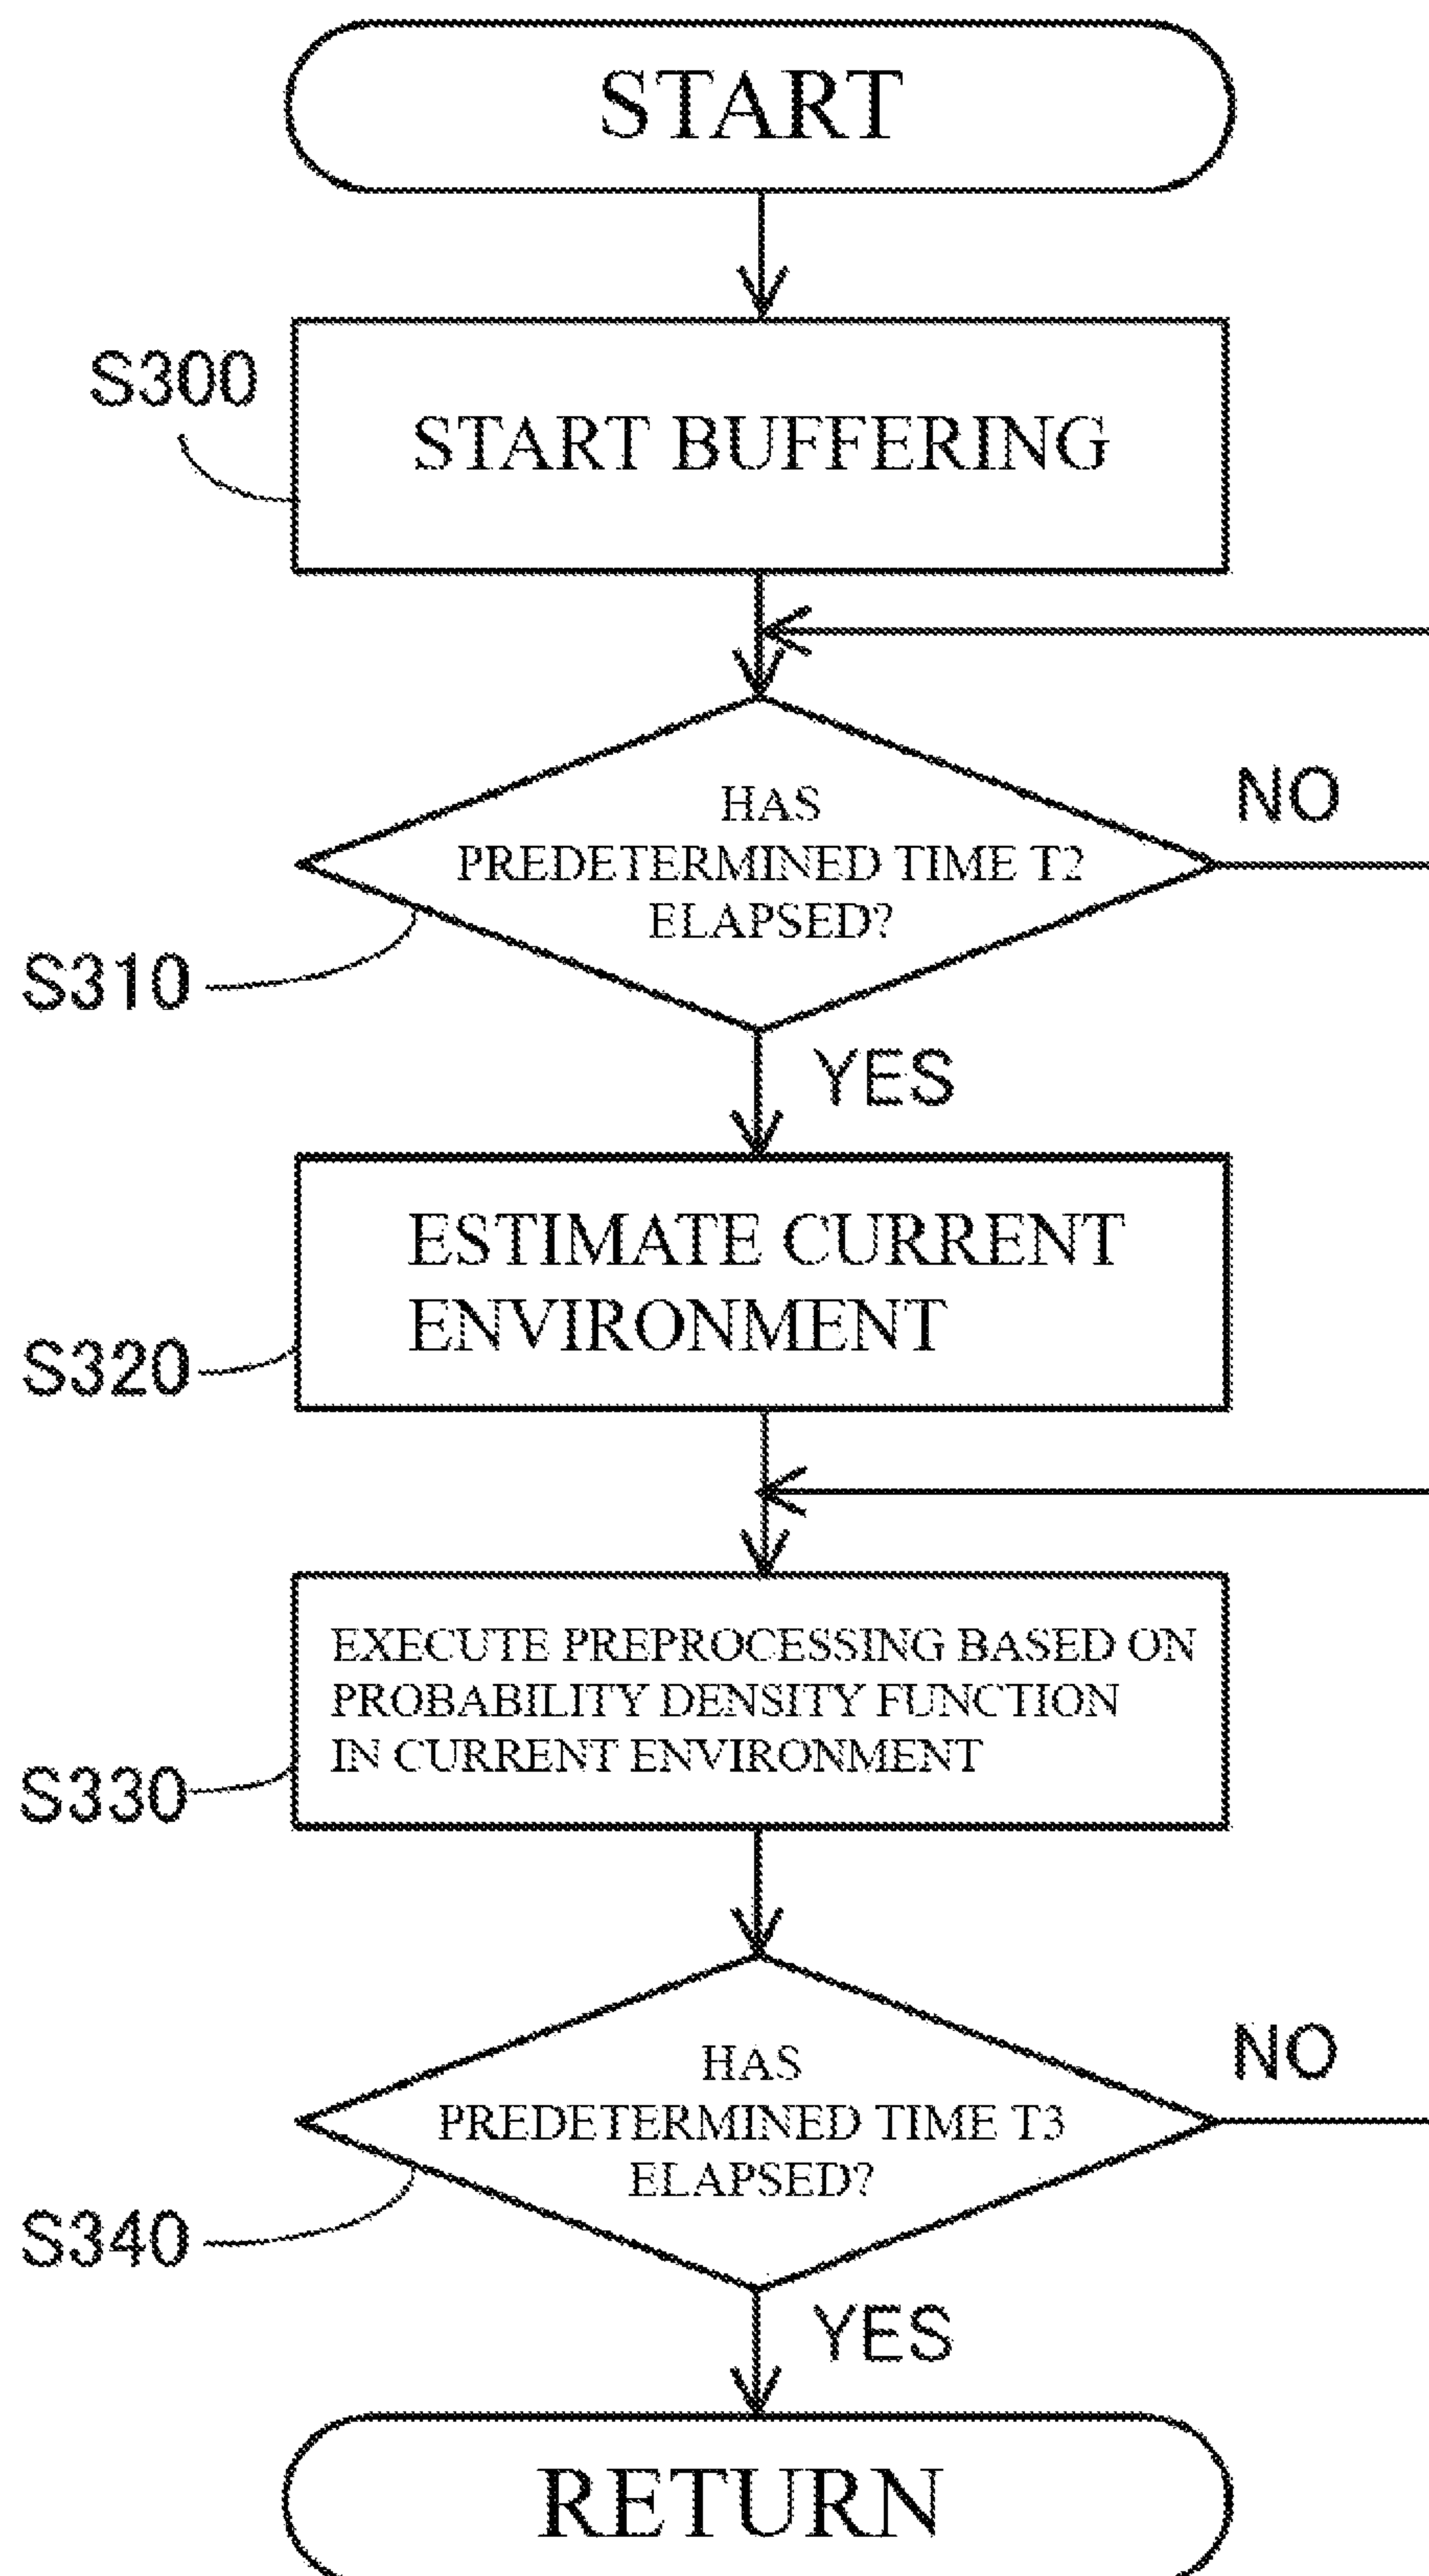 START
S300
START BUFFERING
HAS
PREDETERMINED TIME T2
ELAPSED?
NO
S310
YES
ESTIMATE CURRENT
ENVIRONMENT
S320
EXECUTE PREPROCESSING BASED ON
PROBABILITY DENSITY FUNCTION
IN CURRENT ENVIRONMENT
S330
HAS
PREDETERMINED TIME T3
ELAPSED?
NO
S340
YES
RETURN